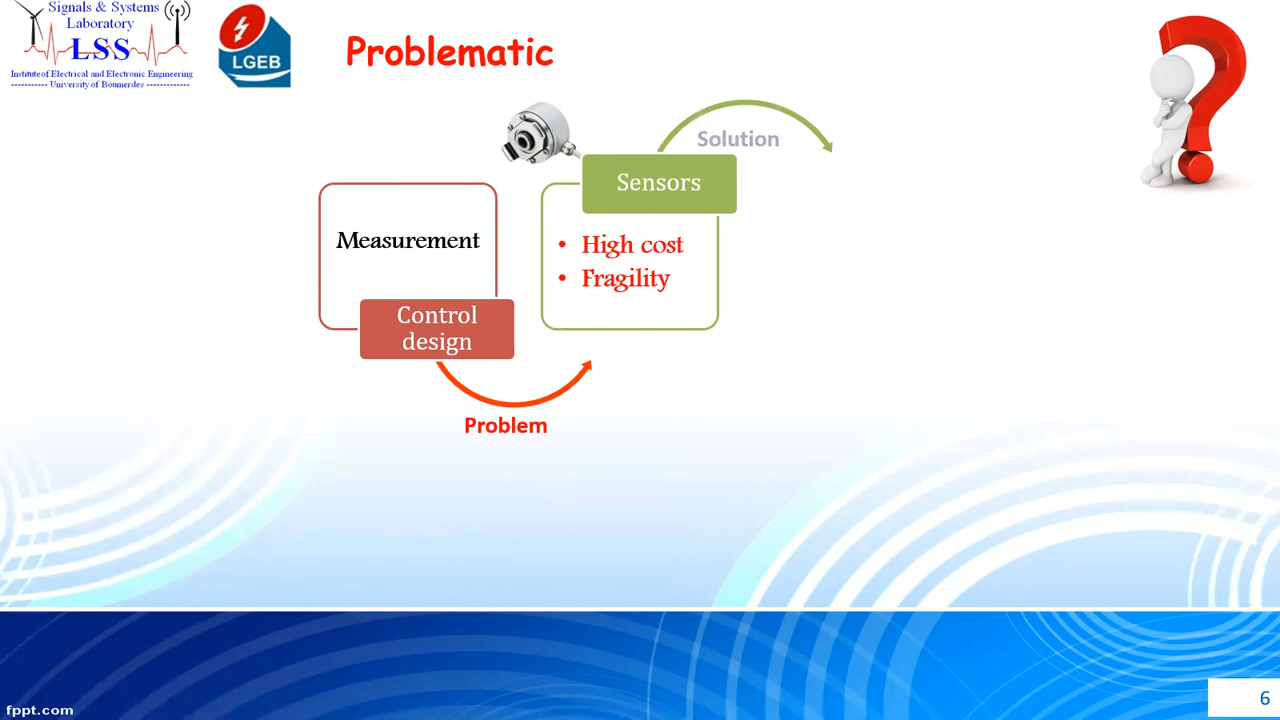 Signals & Systems
Laboratory
LSS
Institute of Electrical and Electronic Engineering
----------- University of Boumerdes -------------
LGEB
Problematic
Solution
Sensors
Measurement
• High cost
• Fragility
Control
design
Problem
fppt.com
6